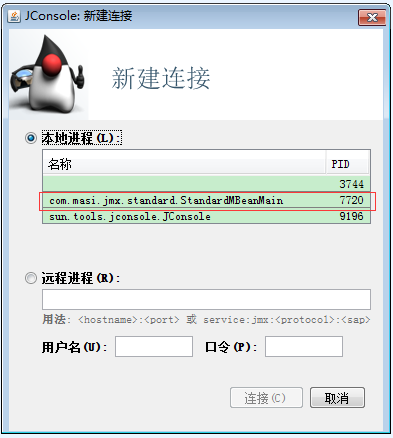 JConsole: 新建连接
新建连接
本地进程(L):
名称 PID
3744
com.masi.jmx.standard.StandardMBeanMain 7720
sun.tools.jconsole.JConsole 9196
远程进程(R):
用法: <hostname>:<port> 或 service:jmx:<protocol>:<sap>
用户名(U): 口令(P):
连接(C) 取消